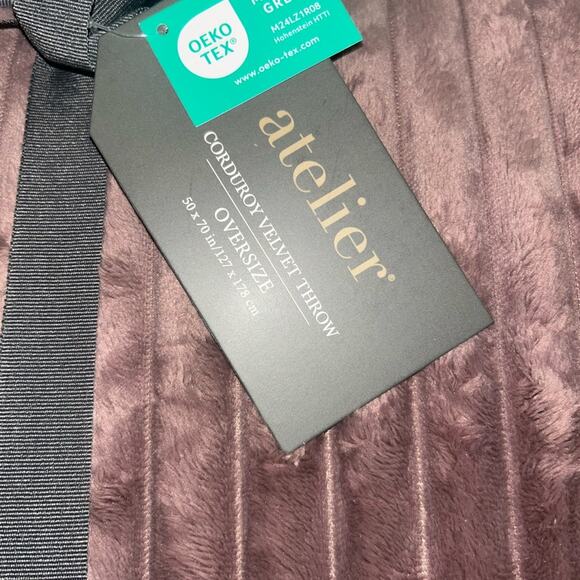 OEKO
TEX®
M24LZ1R08
Hohenstein HTTI
www.oeko-tex.com
atelier®
CORDUROY VELVET THROW
OVERSIZE
50 x 70 in/127 x 178 cm